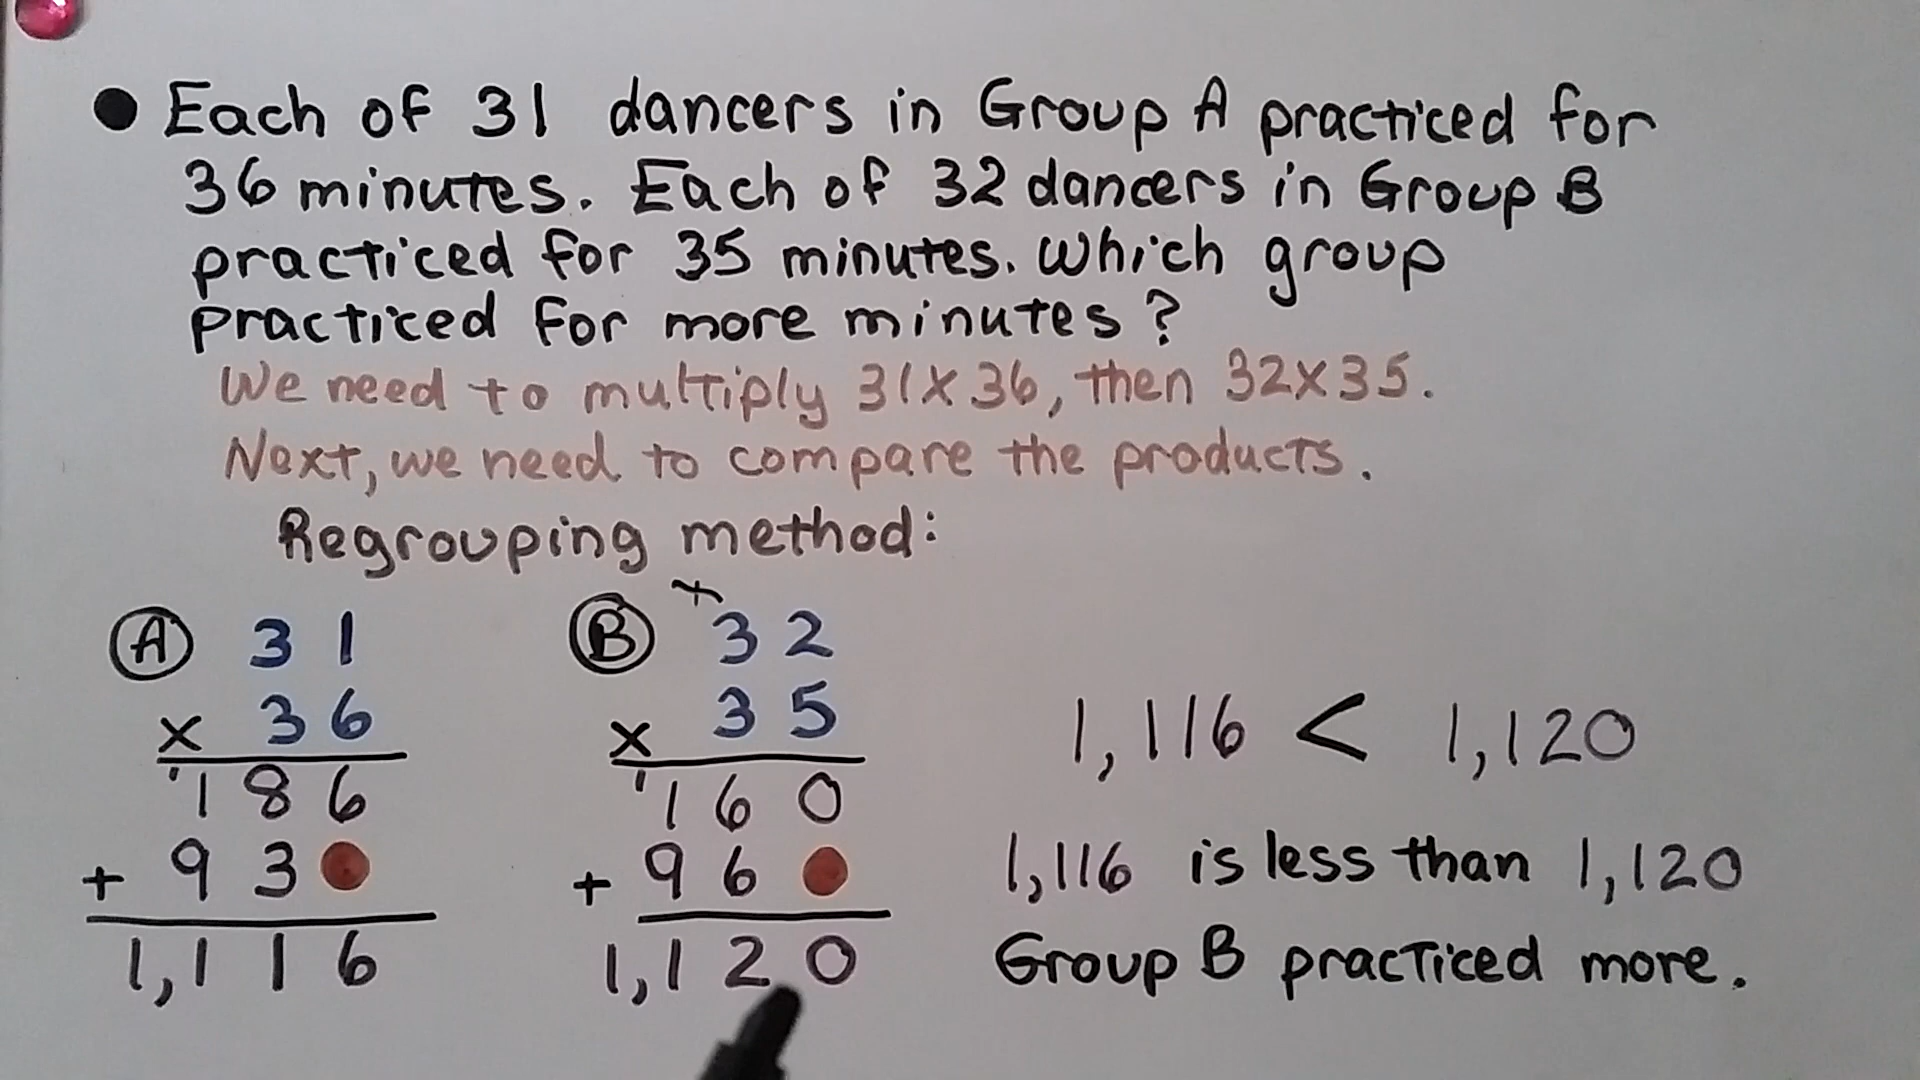 ● Each of 31 dancers in Group A practiced for
36 minutes. Each of 32 dancers in Group B
practiced for 35 minutes. Which group
practiced for more minutes?
We need to multiply 31x36, then 32x35.
Next, we need to compare the products.
Regrouping method:
A 31
x 36
186
+ 93
1,116
B 32
x 35
160
+ 96
1,120
1,116 < 1,120
1,116 is less than 1,120
Group B practiced more.